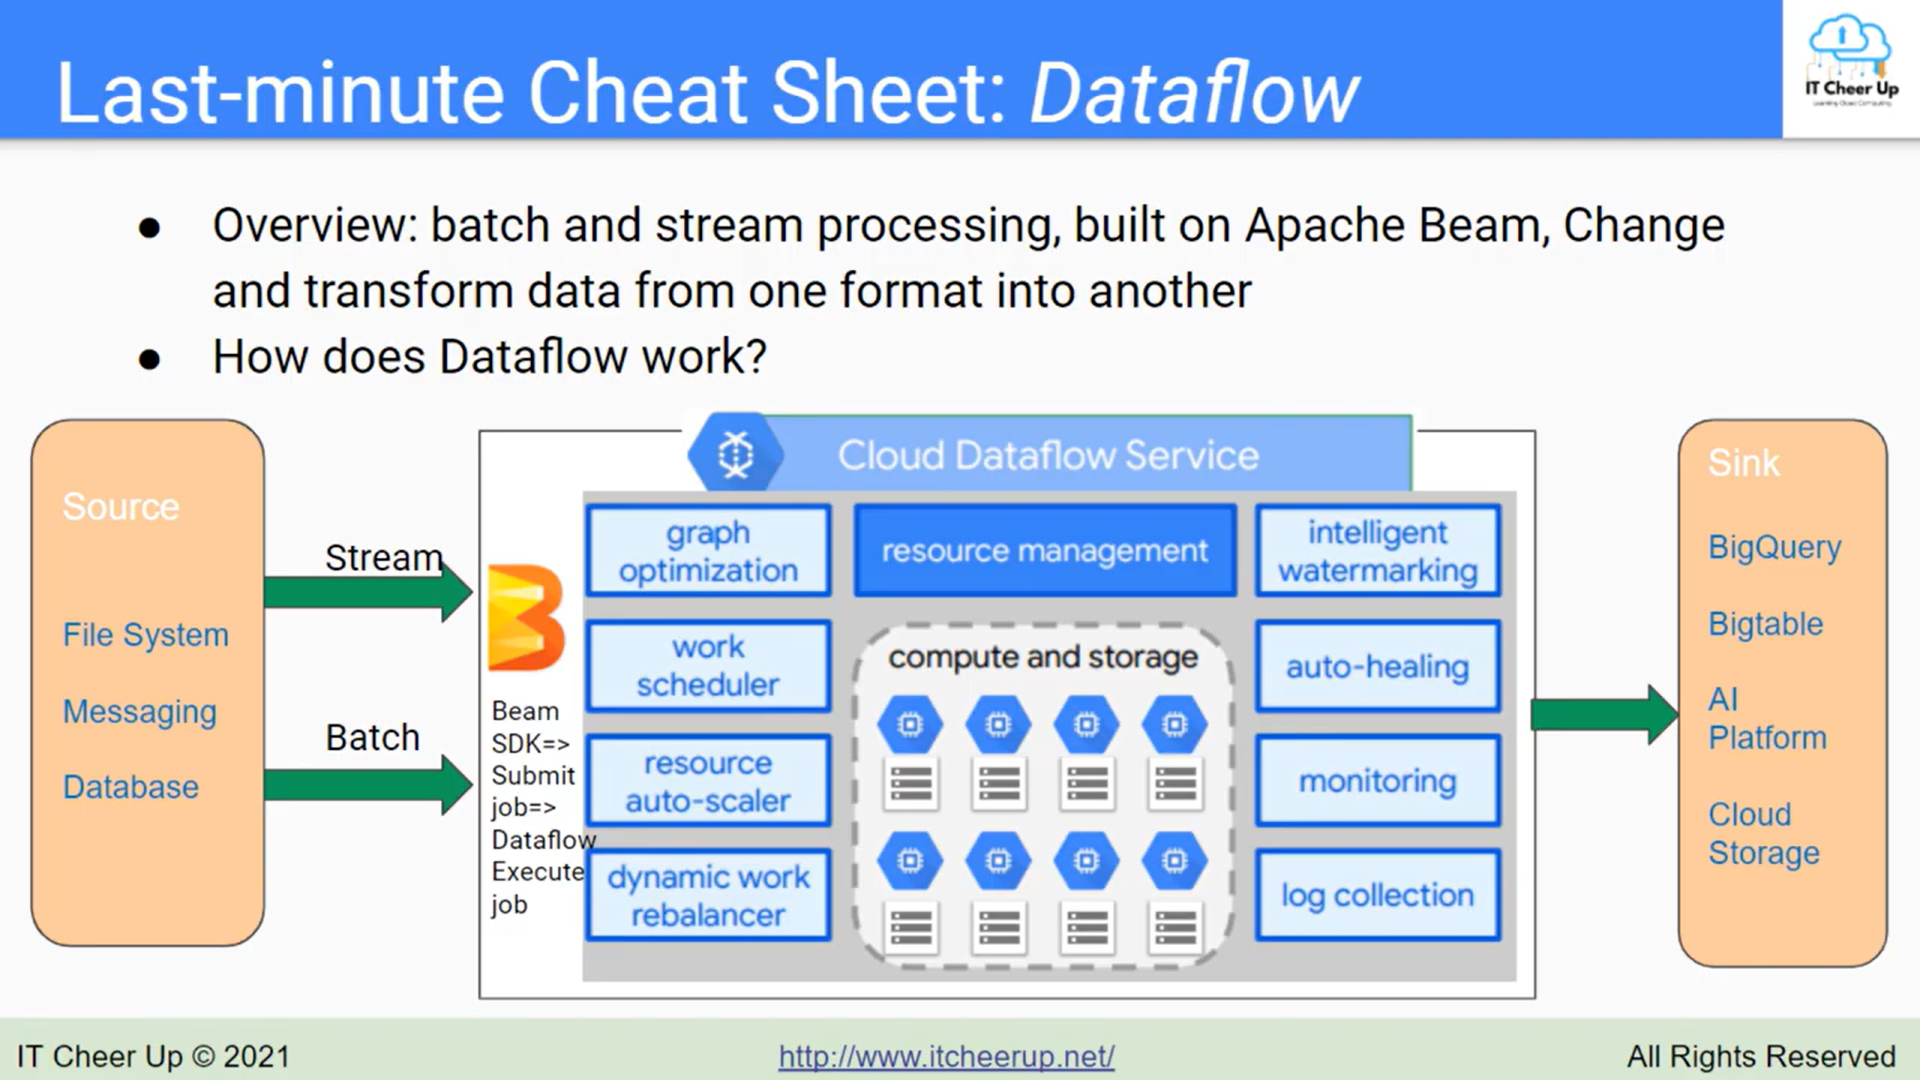 Last-minute Cheat Sheet: Dataflow
IT Cheer Up
Learning Cloud Computing
● Overview: batch and stream processing, built on Apache Beam, Change
and transform data from one format into another
● How does Dataflow work?
Source
File System
Messaging
Database
Stream
Batch
Beam
SDK=>
Submit
job=>
Dataflow
Execute
job
Cloud Dataflow Service
graph
optimization
work
scheduler
resource
auto-scaler
dynamic work
rebalancer
resource management
compute and storage
intelligent
watermarking
auto-healing
monitoring
log collection
Sink
BigQuery
Bigtable
AI
Platform
Cloud
Storage
IT Cheer Up © 2021
http://www.itcheerup.net/
All Rights Reserved